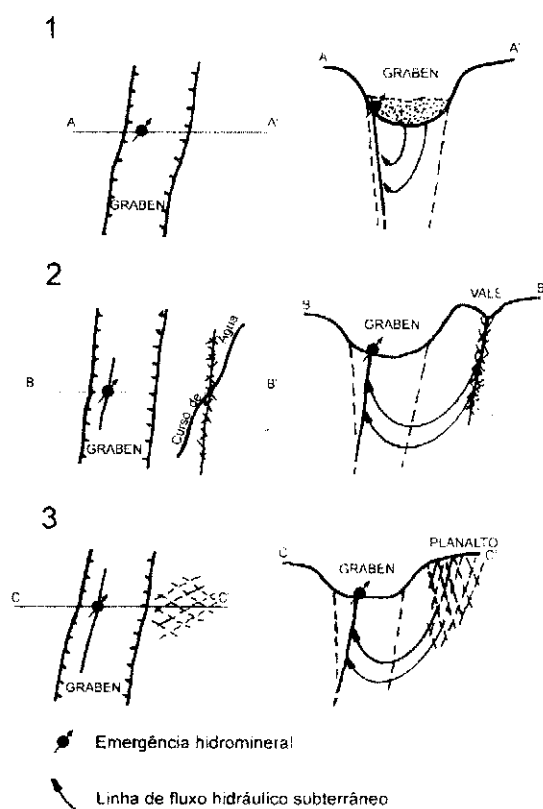 1
A A' A A'
GRABEN
GRABEN
2
VALE
B B' B B
GRABEN
Curso de Água
GRABEN
3
PLANALTO
C C' C C'
GRABEN
GRABEN
Emergência hidromineral
Linha de fluxo hidráulico subterrâneo